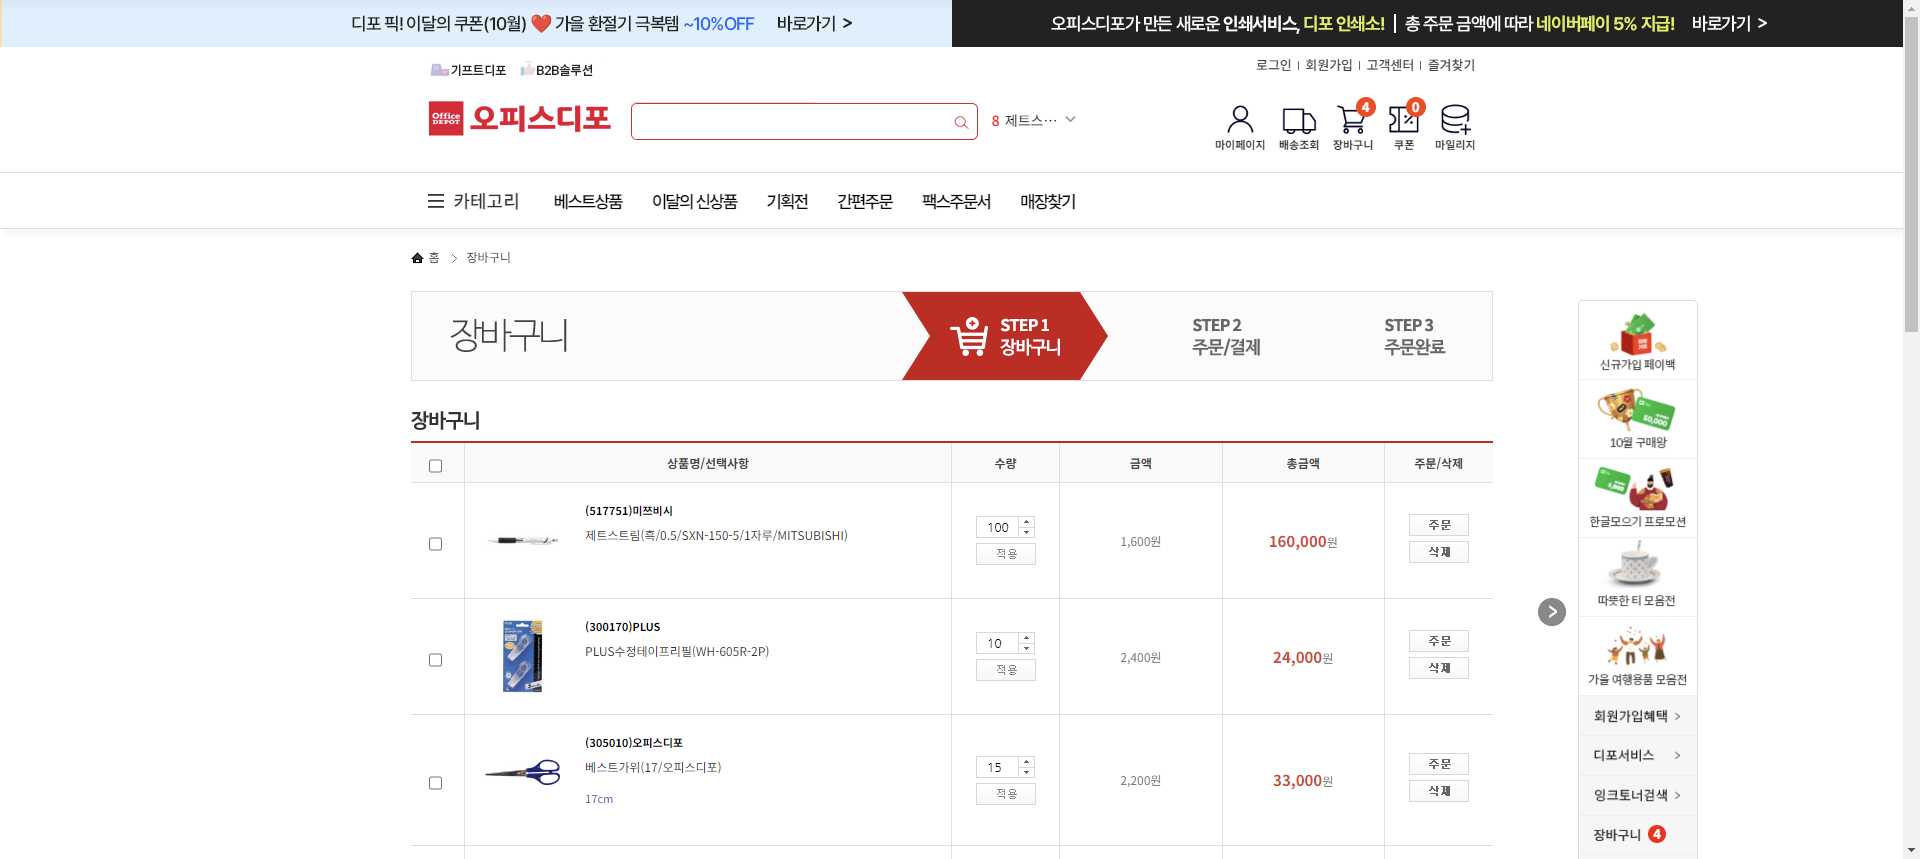 디포 픽! 이달의 쿠폰(10월) ❤️ 가을 환절기 극복템 ~10%OFF 바로가기 >
오피스디포가 만든 새로운 인쇄서비스, 디포 인쇄소! | 총 주문 금액에 따라 네이버페이 5% 지급! 바로가기 >
기프트디포 B2B솔루션
로그인 | 회원가입 | 고객센터 | 즐겨찾기
Office DEPOT 오피스디포
8 제트스...
4
0
마이페이지 배송조회 장바구니 쿠폰 마일리지
카테고리 베스트상품 이달의 신상품 기획전 간편주문 팩스주문서 매장찾기
홈 > 장바구니
장바구니
STEP 1
장바구니
STEP 2
주문/결제
STEP 3
주문완료
장바구니
상품명/선택사항 수량 금액 총금액 주문/삭제
(517751)미쯔비시
제트스트림(흑/0.5/SXN-150-5/1자루/MITSUBISHI)
100
적용
1,600원
160,000원
주문
삭제
(300170)PLUS
PLUS수정테이프리필(WH-605R-2P)
10
적용
2,400원
24,000원
주문
삭제
(305010)오피스디포
베스트가위(17/오피스디포)
17cm
15
적용
2,200원
33,000원
주문
삭제
신규가입 페이백
50,000
10월 구매왕
한글모으기 프로모션
따뜻한 티 모음전
가을 여행용품 모음전
회원가입혜택 >
디포서비스 >
잉크토너검색 >
장바구니 4